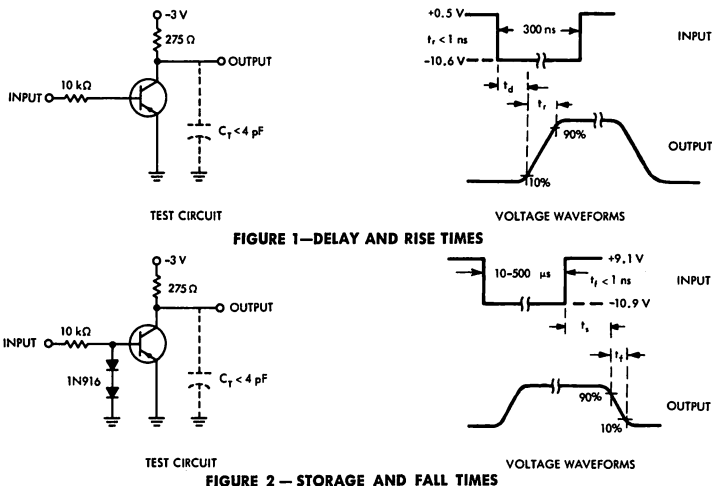 –3 V
275 Ω
OUTPUT
10 kΩ
INPUT
C_T < 4 pF
TEST CIRCUIT
+0.5 V
300 ns
INPUT
t_r < 1 ns
–10.6 V
t_d
t_r
90%
OUTPUT
10%
VOLTAGE WAVEFORMS
FIGURE 1—DELAY AND RISE TIMES
–3 V
275 Ω
OUTPUT
10 kΩ
INPUT
1N916
C_T < 4 pF
TEST CIRCUIT
+9.1 V
10–500 μs
t_f < 1 ns
INPUT
–10.9 V
t_s
t_f
90%
OUTPUT
10%
VOLTAGE WAVEFORMS
FIGURE 2 — STORAGE AND FALL TIMES